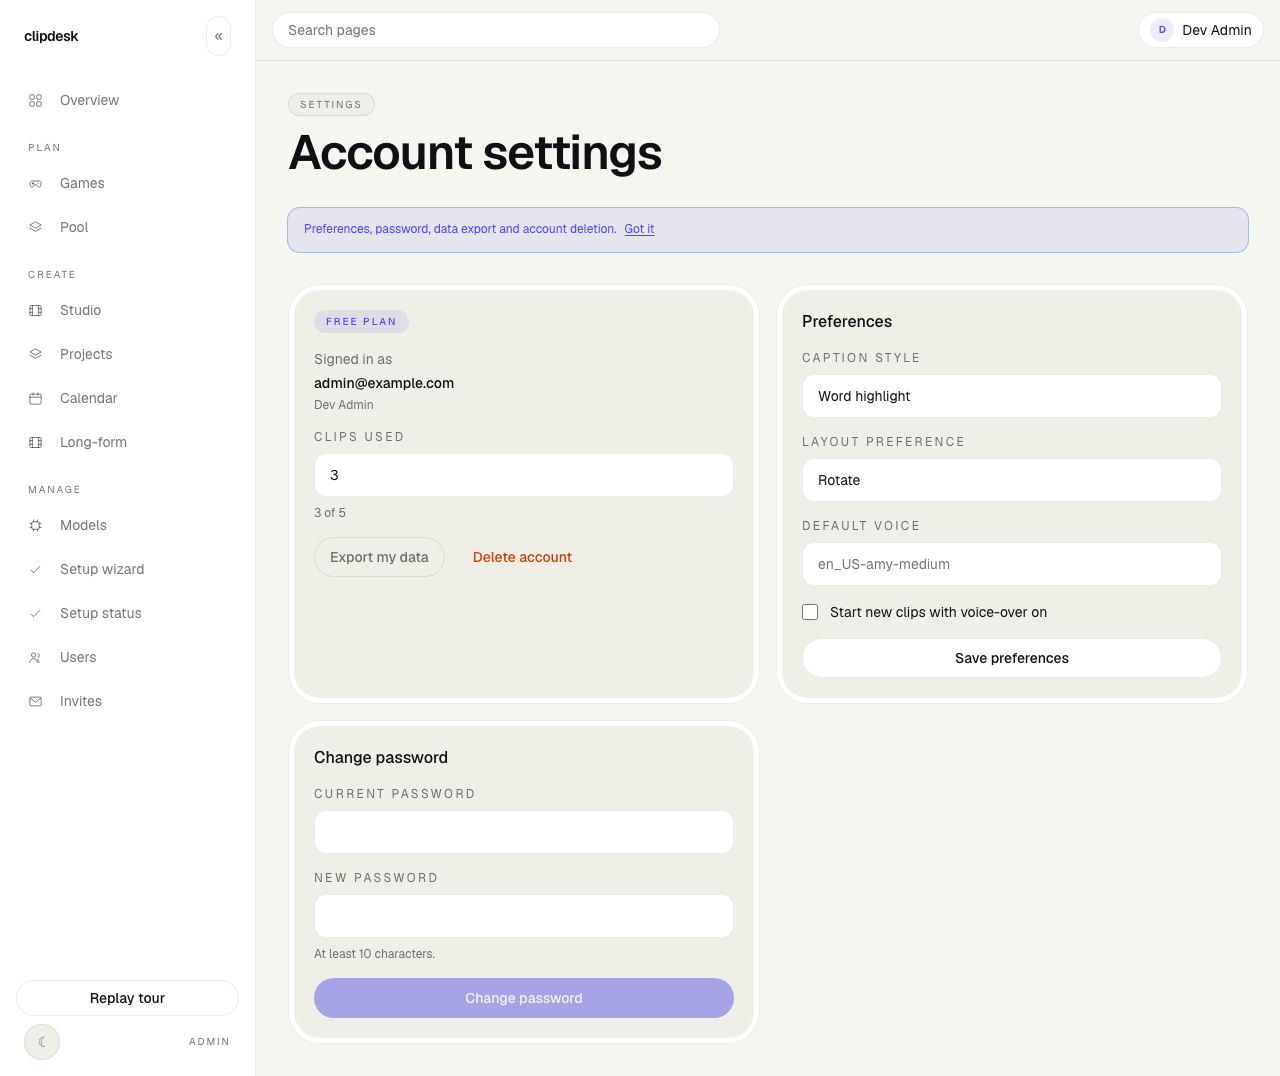 clipdesk
«
Search pages
D
Dev Admin
Overview
PLAN
Games
Pool
CREATE
Studio
Projects
Calendar
Long-form
MANAGE
Models
Setup wizard
Setup status
Users
Invites
Replay tour
ADMIN
SETTINGS
Account settings
Preferences, password, data export and account deletion. Got it
FREE PLAN
Signed in as
admin@example.com
Dev Admin
CLIPS USED
3
3 of 5
Export my data
Delete account
Preferences
CAPTION STYLE
Word highlight
LAYOUT PREFERENCE
Rotate
DEFAULT VOICE
en_US-amy-medium
Start new clips with voice-over on
Save preferences
Change password
CURRENT PASSWORD
NEW PASSWORD
At least 10 characters.
Change password